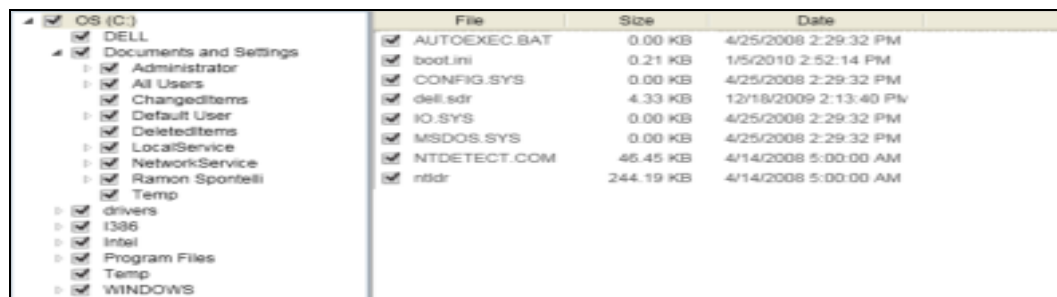 OS (C:)
DELL
Documents and Settings
Administrator
All Users
ChangedItems
Default User
DeletedItems
LocalService
NetworkService
Ramon Spontelli
Temp
drivers
I386
Intel
Program Files
Temp
WINDOWS
File Size Date
AUTOEXEC.BAT 0.00 KB 4/25/2008 2:29:32 PM
boot.ini 0.21 KB 1/5/2010 2:52:14 PM
CONFIG.SYS 0.00 KB 4/25/2008 2:29:32 PM
dell.sdr 4.33 KB 12/18/2009 2:13:40 PM
IO.SYS 0.00 KB 4/25/2008 2:29:32 PM
MSDOS.SYS 0.00 KB 4/25/2008 2:29:32 PM
NTDETECT.COM 46.45 KB 4/14/2008 5:00:00 AM
ntldr 244.19 KB 4/14/2008 5:00:00 AM